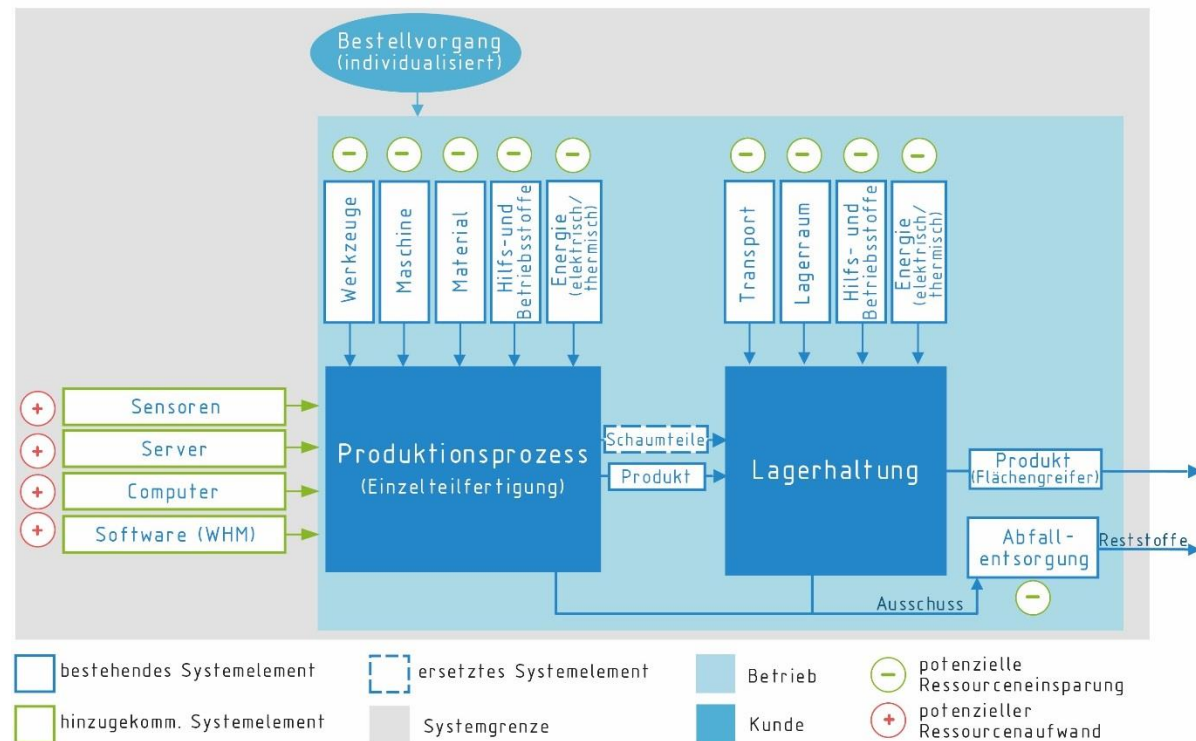 Bestellvorgang
(individualisiert)
Werkzeuge
Maschine
Material
Hilfs-und
Betriebsstoffe
Energie
(elektrisch/
thermisch)
Transport
Lagerraum
Hilfs- und
Betriebsstoffe
Energie
(elektrisch/
thermisch)
Sensoren
Server
Computer
Software (WHM)
Produktionsprozess
(Einzelteilfertigung)
Schaumteile
Produkt
Lagerhaltung
Produkt
(Flächengreifer)
Abfall-
entsorgung
Reststoffe
Ausschuss
bestehendes Systemelement
hinzugekomm. Systemelement
ersetztes Systemelement
Systemgrenze
Betrieb
Kunde
potenzielle
Ressourceneinsparung
potenzieller
Ressourcenaufwand